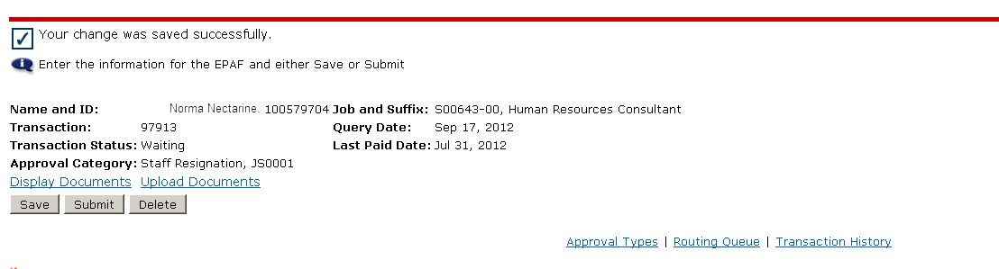 Your change was saved successfully.
Enter the information for the EPAF and either Save or Submit
Name and ID: Norma Nectarine, 100579704 Job and Suffix: S00643-00, Human Resources Consultant
Transaction: 97913 Query Date: Sep 17, 2012
Transaction Status: Waiting Last Paid Date: Jul 31, 2012
Approval Category: Staff Resignation, JS0001
Display Documents Upload Documents
Save Submit Delete
Approval Types | Routing Queue | Transaction History